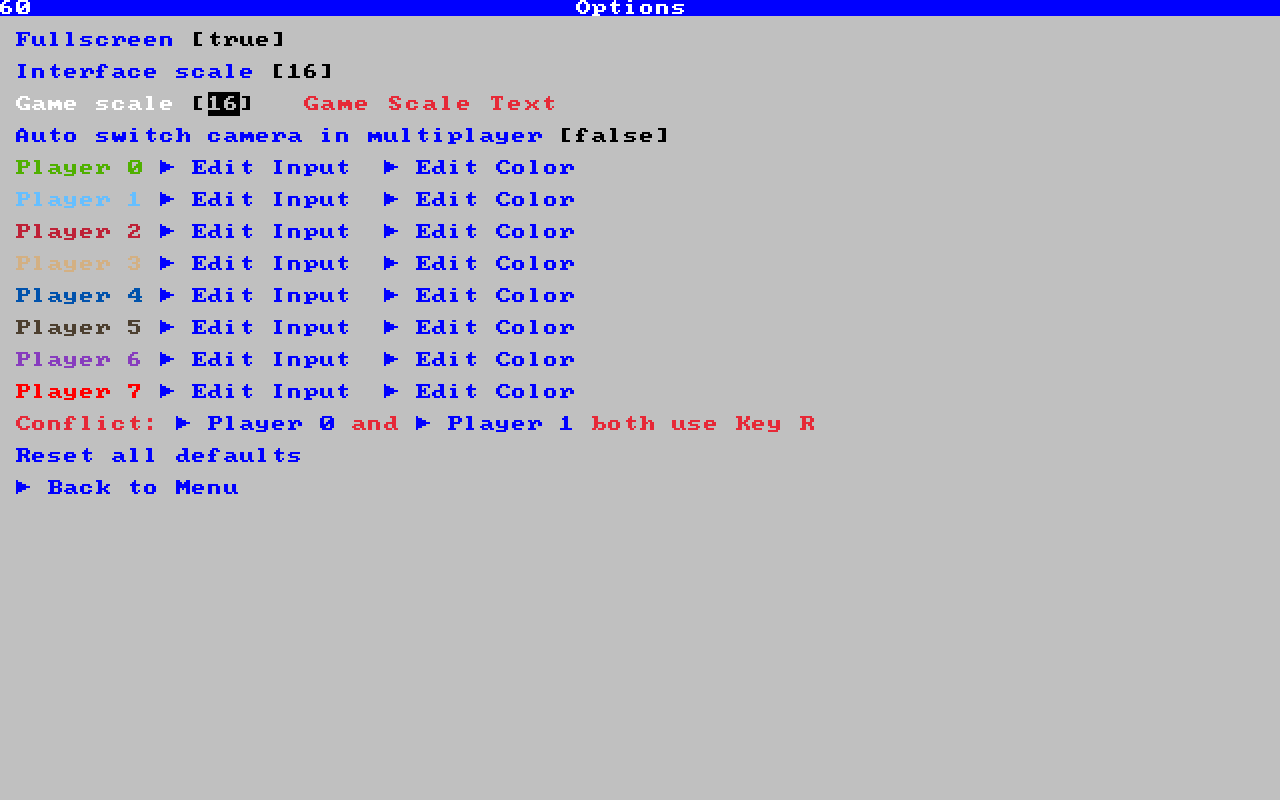 60 Options
Fullscreen [true]
Interface scale [16]
Game scale [16] Game Scale Text
Auto switch camera in multiplayer [false]
Player 0 ► Edit Input ► Edit Color
Player 1 ► Edit Input ► Edit Color
Player 2 ► Edit Input ► Edit Color
Player 3 ► Edit Input ► Edit Color
Player 4 ► Edit Input ► Edit Color
Player 5 ► Edit Input ► Edit Color
Player 6 ► Edit Input ► Edit Color
Player 7 ► Edit Input ► Edit Color
Conflict: ► Player 0 and ► Player 1 both use Key R
Reset all defaults
► Back to Menu